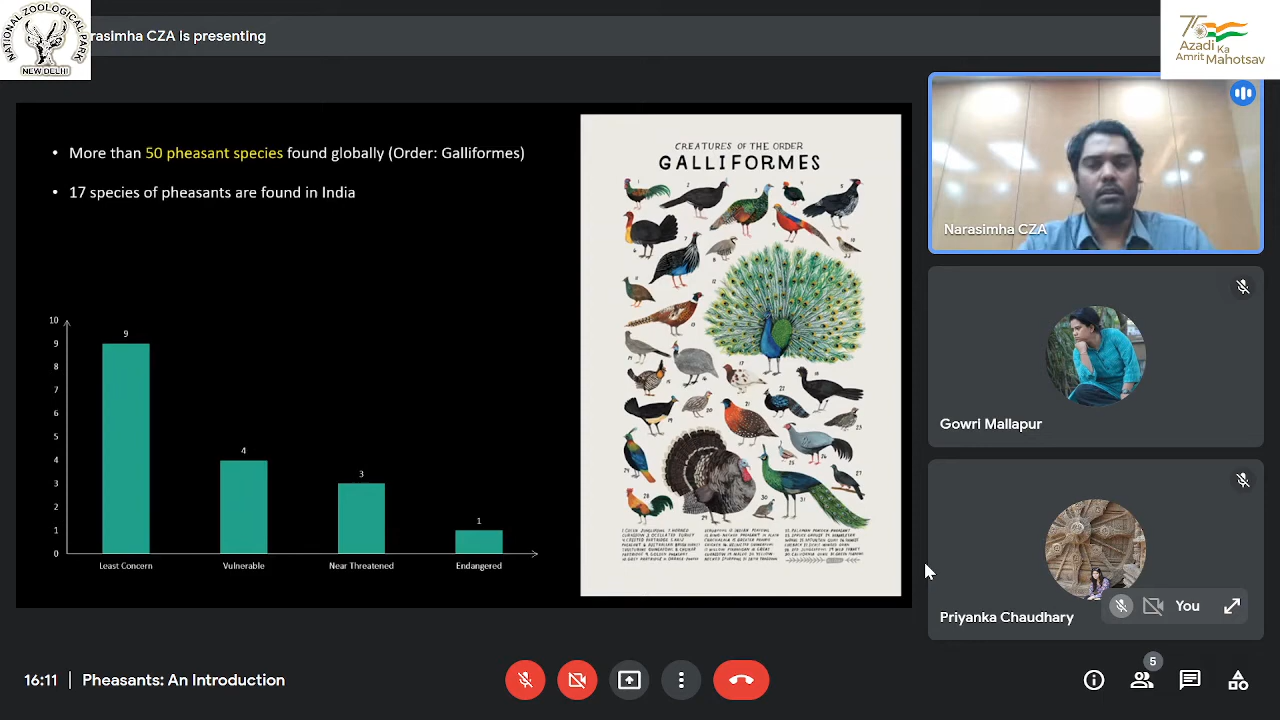 NATIONAL ZOOLOGICAL PARK
NEW DELHI
arasimha CZA is presenting
75
Azadi Ka
Amrit Mahotsav
• More than 50 pheasant species found globally (Order: Galliformes)
• 17 species of pheasants are found in India
10
9
8
7
6
5
4
3
2
1
0
9
4
3
1
Least Concern
Vulnerable
Near Threatened
Endangered
CREATURES OF THE ORDER
GALLIFORMES
Narasimha CZA
Gowri Mallapur
Priyanka Chaudhary
You
16:11 | Pheasants: An Introduction
5